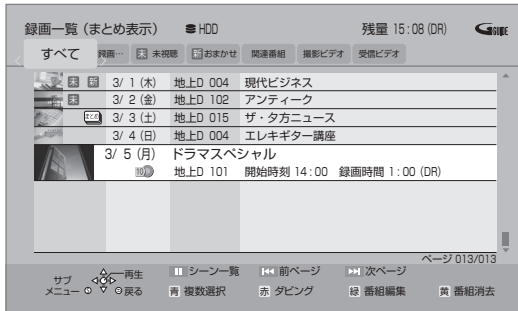 録画一覧 (まとめ表示) HDD 残量 15:08 (DR) GGUIDE
すべて 録画… 未 未視聴 新 おまかせ 関連番組 撮影ビデオ 受信ビデオ
未 新 3/ 1 (木) 地上D 004 現代ビジネス
未 3/ 2 (金) 地上D 102 アンティーク
まとめ 3/ 3 (土) 地上D 015 ザ・夕方ニュース
3/ 4 (日) 地上D 004 エレキギター講座
3/ 5 (月) ドラマスペシャル
10 地上D 101 開始時刻 14:00 録画時間 1:00 (DR)
ページ 013/013
サブメニュー 再生 戻る シーン一覧 前ページ 次ページ
青 複数選択 赤 ダビング 緑 番組編集 黄 番組消去